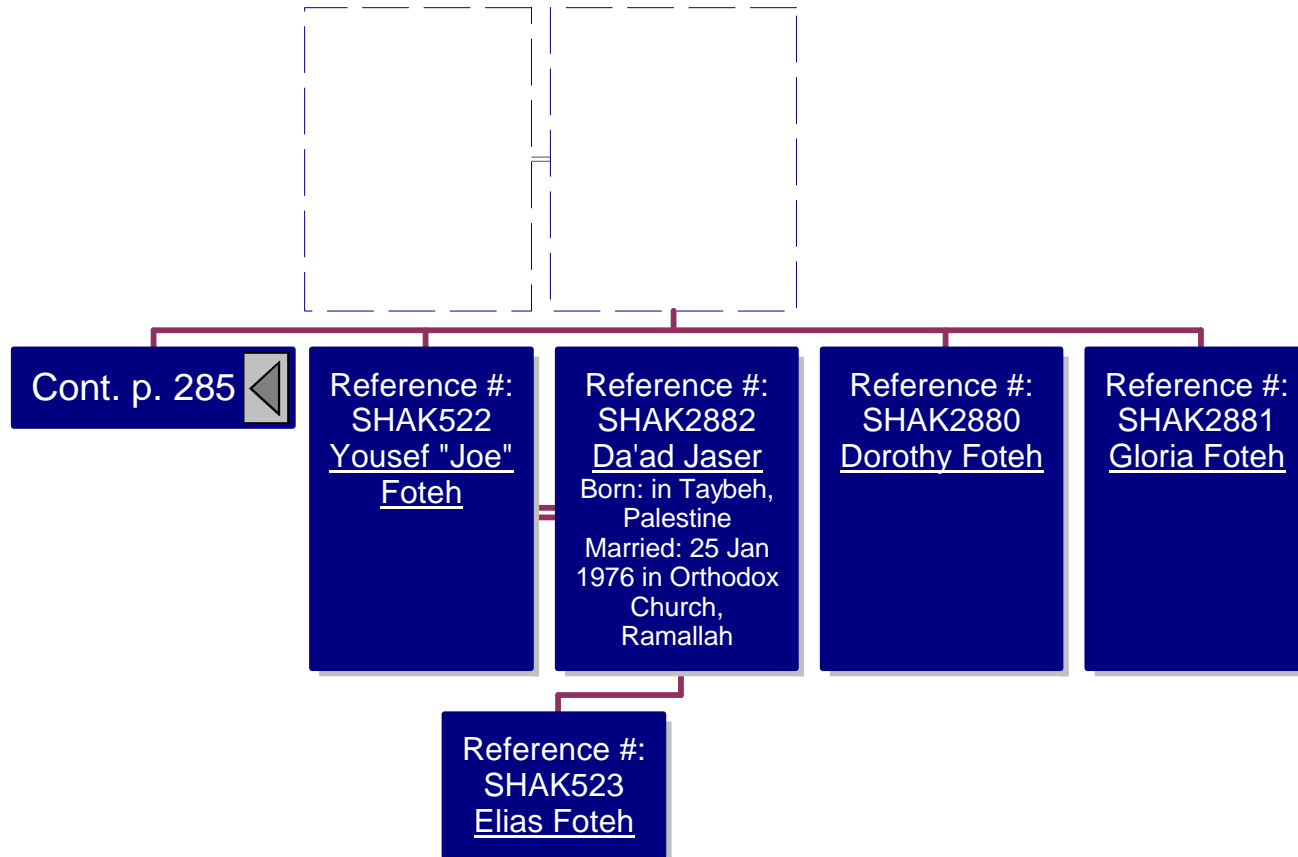 Cont. p. 285
Reference #:
SHAK522
Yousef "Joe"
Foteh
Reference #:
SHAK2882
Da'ad Jaser
Born: in Taybeh,
Palestine
Married: 25 Jan
1976 in Orthodox
Church,
Ramallah
Reference #:
SHAK2880
Dorothy Foteh
Reference #:
SHAK2881
Gloria Foteh
Reference #:
SHAK523
Elias Foteh